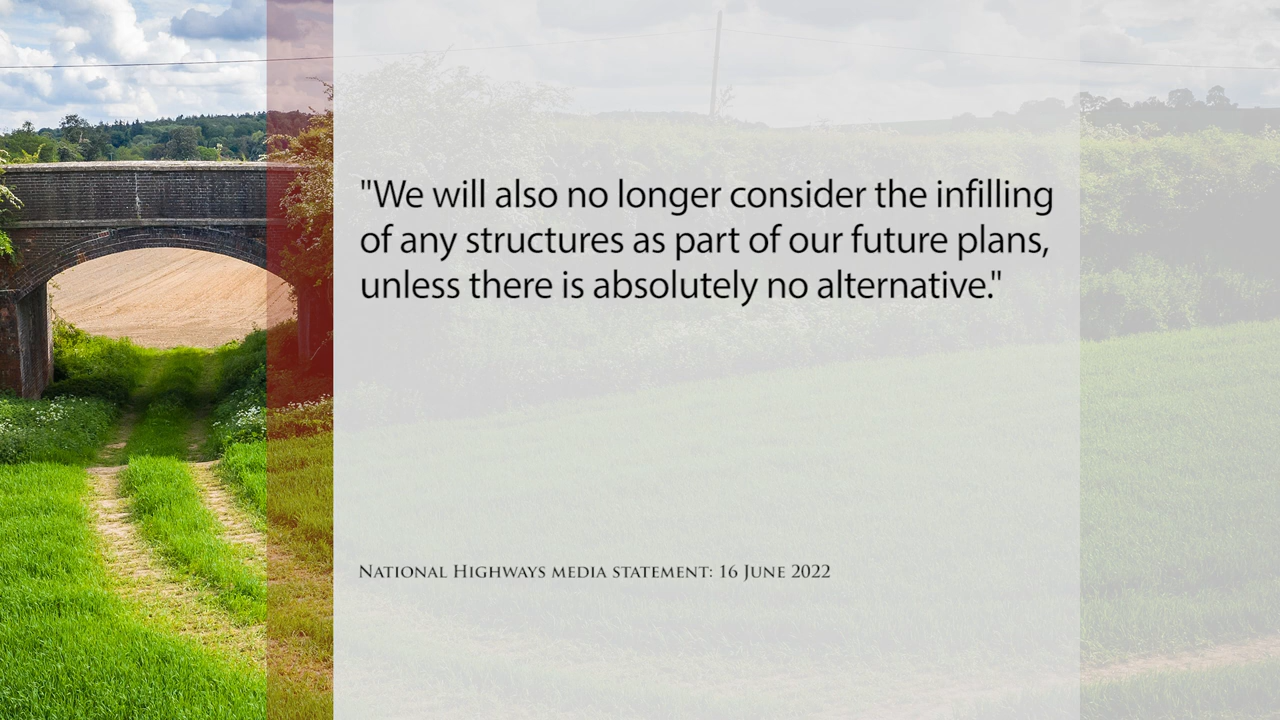 "We will also no longer consider the infilling
of any structures as part of our future plans,
unless there is absolutely no alternative."
National Highways media statement: 16 June 2022